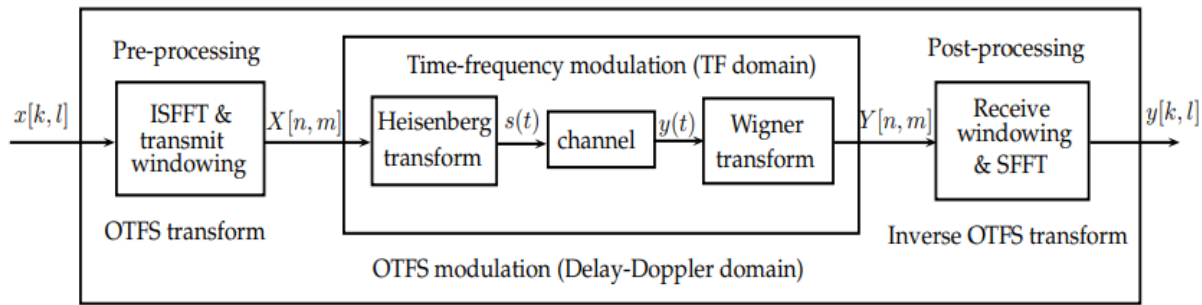 Pre-processing
Post-processing
Time-frequency modulation (TF domain)
x[k, l]
ISFFT &
transmit
windowing
X[n, m]
Heisenberg
transform
s(t)
channel
y(t)
Wigner
transform
Y[n, m]
Receive
windowing
& SFFT
y[k, l]
OTFS transform
Inverse OTFS transform
OTFS modulation (Delay-Doppler domain)